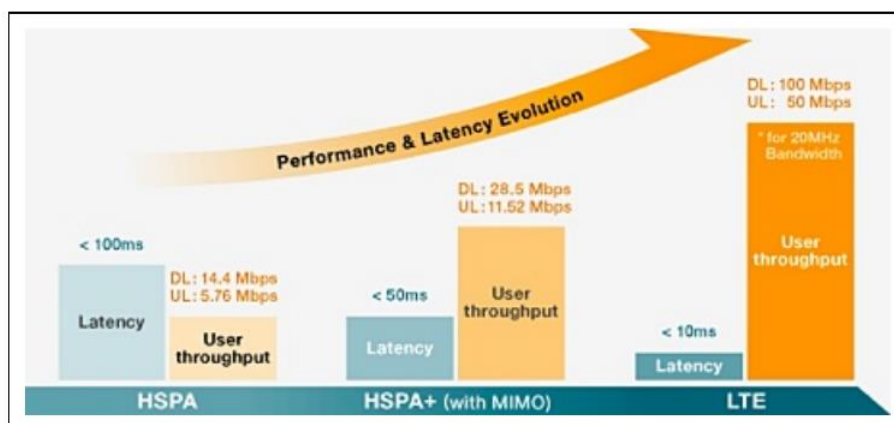 Performance & Latency Evolution
< 100ms
Latency
DL: 14.4 Mbps
UL: 5.76 Mbps
User
throughput
HSPA
< 50ms
Latency
DL: 28.5 Mbps
UL: 11.52 Mbps
User
throughput
HSPA+ (with MIMO)
< 10ms
Latency
DL: 100 Mbps
UL: 50 Mbps
* for 20MHz
Bandwidth
User
throughput
LTE